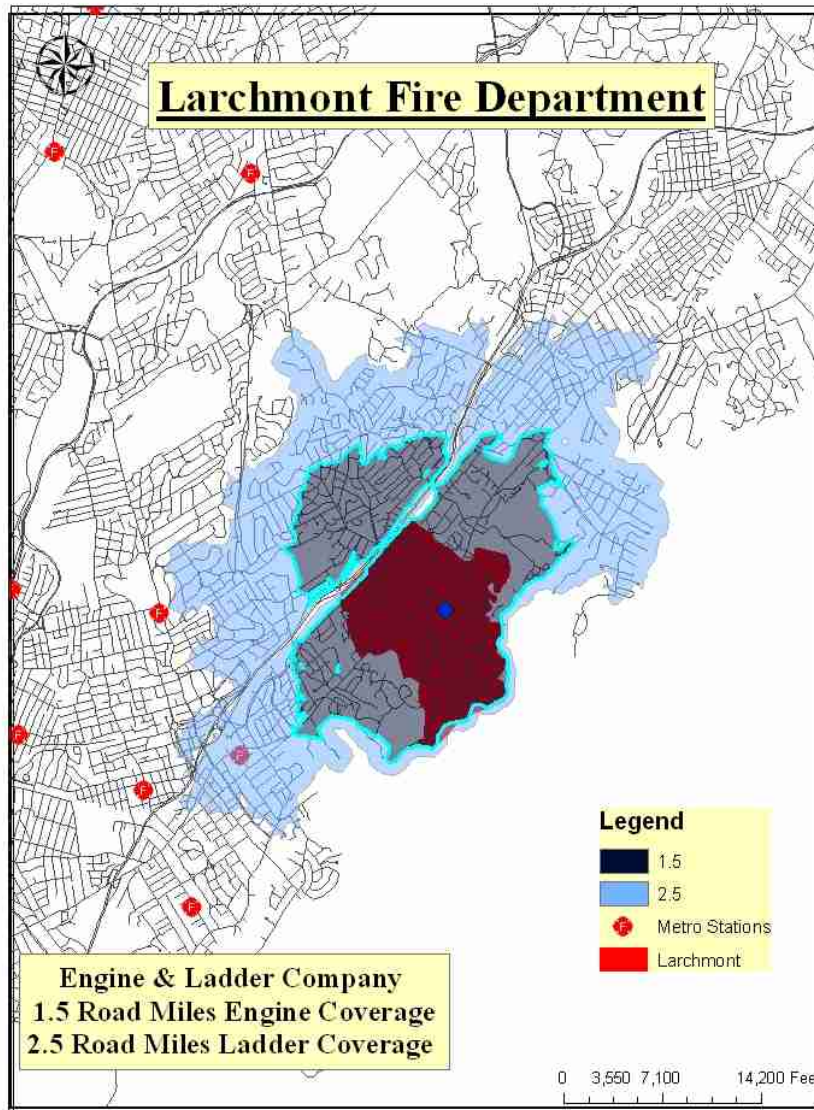 Larchmont Fire Department
F
F
F
F
F
F
F
F
Legend
1.5
2.5
F Metro Stations
Larchmont
Engine & Ladder Company
1.5 Road Miles Engine Coverage
2.5 Road Miles Ladder Coverage
0 3,550 7,100 14,200 Fee